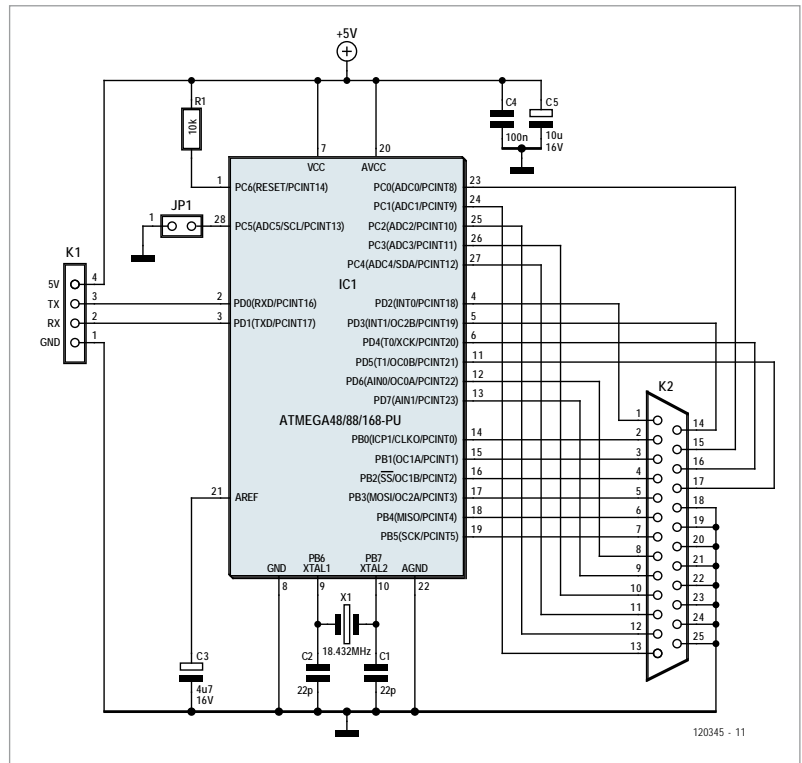 +5V
R1
10k
C4
100n
C5
10u
16V
7
VCC
20
AVCC
1
PC6(RESET/PCINT14)
PC0(ADC0/PCINT8)
23
PC1(ADC1/PCINT9)
24
JP1
1
28
PC5(ADC5/SCL/PCINT13)
PC2(ADC2/PCINT10)
25
PC3(ADC3/PCINT11)
26
PC4(ADC4/SDA/PCINT12)
27
K1
5V
4
TX
3
RX
2
GND
1
IC1
2
PD0(RXD/PCINT16)
3
PD1(TXD/PCINT17)
PD2(INT0/PCINT18)
4
PD3(INT1/OC2B/PCINT19)
5
PD4(T0/XCK/PCINT20)
6
PD5(T1/OC0B/PCINT21)
11
PD6(AIN0/OC0A/PCINT22)
12
PD7(AIN1/PCINT23)
13
ATMEGA48/88/168-PU
PB0(ICP1/CLKO/PCINT0)
14
PB1(OC1A/PCINT1)
15
PB2(SS/OC1B/PCINT2)
16
PB3(MOSI/OC2A/PCINT3)
17
PB4(MISO/PCINT4)
18
PB5(SCK/PCINT5)
19
21
AREF
GND
8
PB6
XTAL1
9
PB7
XTAL2
10
AGND
22
X1
18.432MHz
C3
4u7
16V
C2
22p
C1
22p
K2
1
2
3
4
5
6
7
8
9
10
11
12
13
14
15
16
17
18
19
20
21
22
23
24
25
120345 - 11